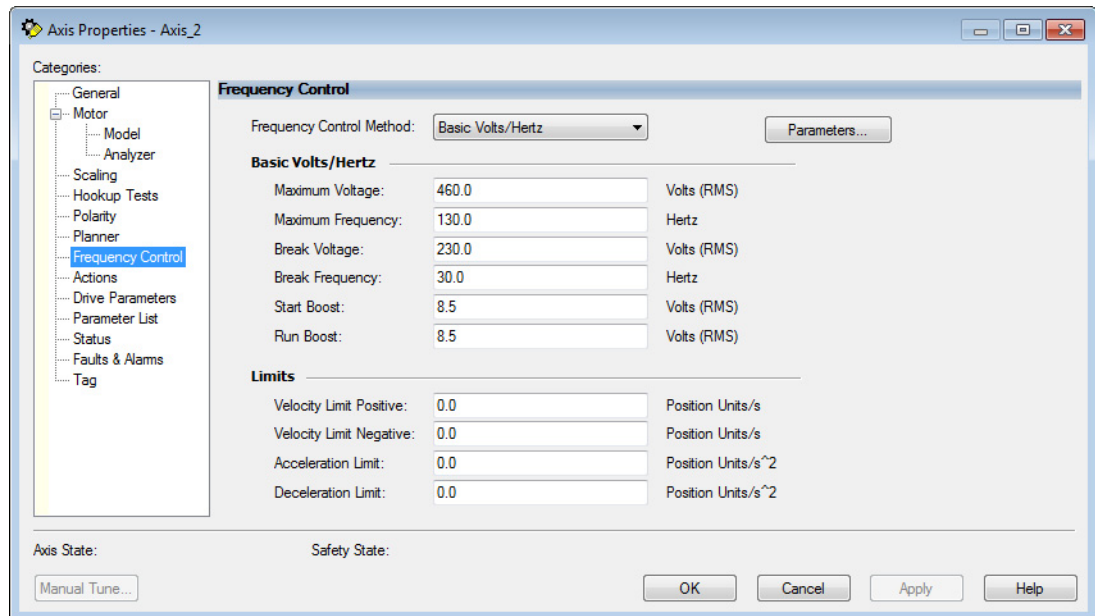 Axis Properties - Axis_2
Categories:
General
Motor
Model
Analyzer
Scaling
Hookup Tests
Polarity
Planner
Frequency Control
Actions
Drive Parameters
Parameter List
Status
Faults & Alarms
Tag
Frequency Control
Frequency Control Method: Basic Volts/Hertz Parameters...
Basic Volts/Hertz
Maximum Voltage: 460.0 Volts (RMS)
Maximum Frequency: 130.0 Hertz
Break Voltage: 230.0 Volts (RMS)
Break Frequency: 30.0 Hertz
Start Boost: 8.5 Volts (RMS)
Run Boost: 8.5 Volts (RMS)
Limits
Velocity Limit Positive: 0.0 Position Units/s
Velocity Limit Negative: 0.0 Position Units/s
Acceleration Limit: 0.0 Position Units/s^2
Deceleration Limit: 0.0 Position Units/s^2
Axis State: Safety State:
Manual Tune... OK Cancel Apply Help